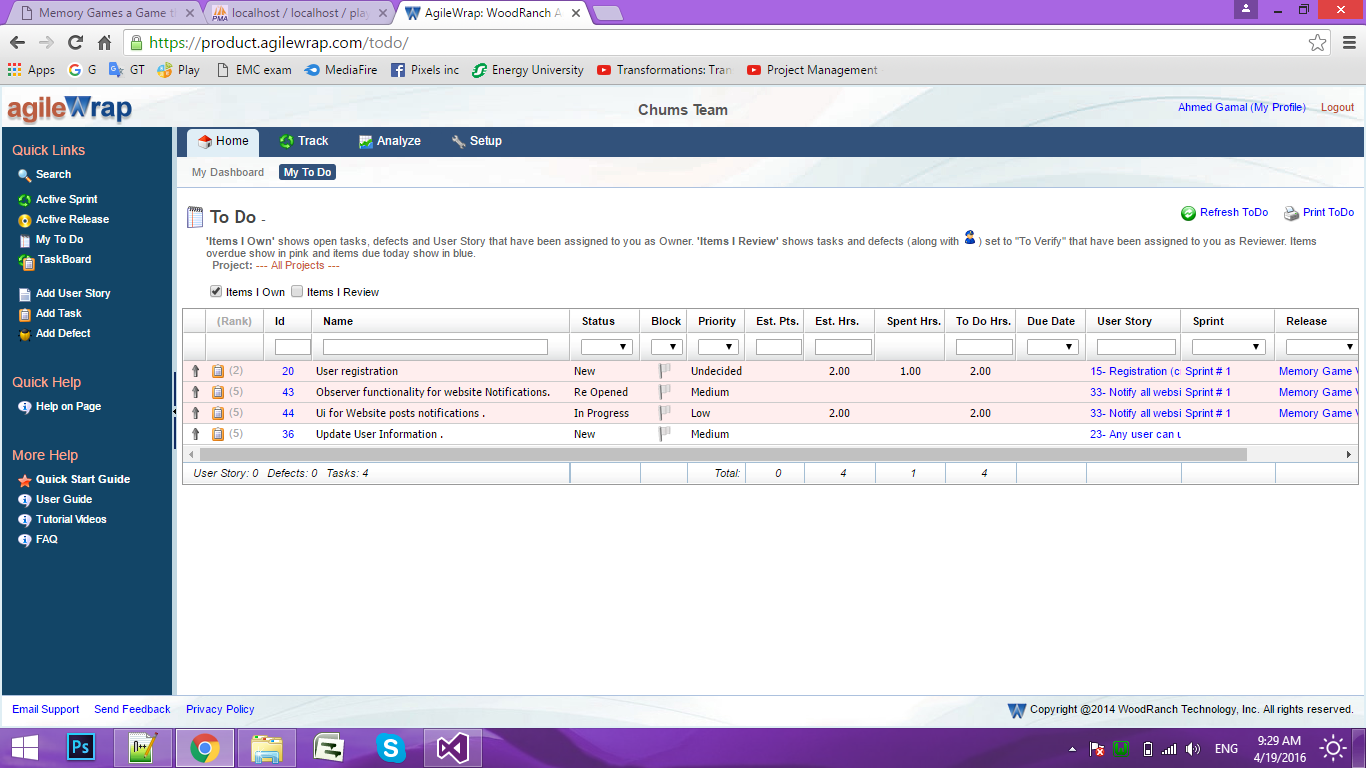 Memory Games a Game t
localhost / localhost / pla
AgileWrap: WoodRanch A
https://product.agilewrap.com/todo/
Apps G GT Play EMC exam MediaFire Pixels inc Energy University Transformations: Tran Project Management
agileWrap
Chums Team
Ahmed Gamal (My Profile) Logout
Home Track Analyze Setup
My Dashboard My To Do
Quick Links
Search
Active Sprint
Active Release
My To Do
TaskBoard
Add User Story
Add Task
Add Defect
Quick Help
Help on Page
More Help
Quick Start Guide
User Guide
Tutorial Videos
FAQ
To Do -
Refresh ToDo Print ToDo
'Items I Own' shows open tasks, defects and User Story that have been assigned to you as Owner. 'Items I Review' shows tasks and defects (along with ) set to "To Verify" that have been assigned to you as Reviewer. Items
overdue show in pink and items due today show in blue.
Project: --- All Projects ---
Items I Own Items I Review
(Rank) Id Name Status Block Priority Est. Pts. Est. Hrs. Spent Hrs. To Do Hrs. Due Date User Story Sprint Release
(2) 20 User registration New Undecided 2.00 1.00 2.00 15- Registration (c Sprint # 1 Memory Game V
(5) 43 Observer functionality for website Notifications. Re Opened Medium 33- Notify all websi Sprint # 1 Memory Game V
(5) 44 Ui for Website posts notifications . In Progress Low 2.00 2.00 33- Notify all websi Sprint # 1 Memory Game V
(5) 36 Update User Information . New Medium 23- Any user can u
User Story: 0 Defects: 0 Tasks: 4 Total: 0 4 1 4
Email Support Send Feedback Privacy Policy
Copyright @2014 WoodRanch Technology, Inc. All rights reserved.
Ps
ENG
9:29 AM
4/19/2016